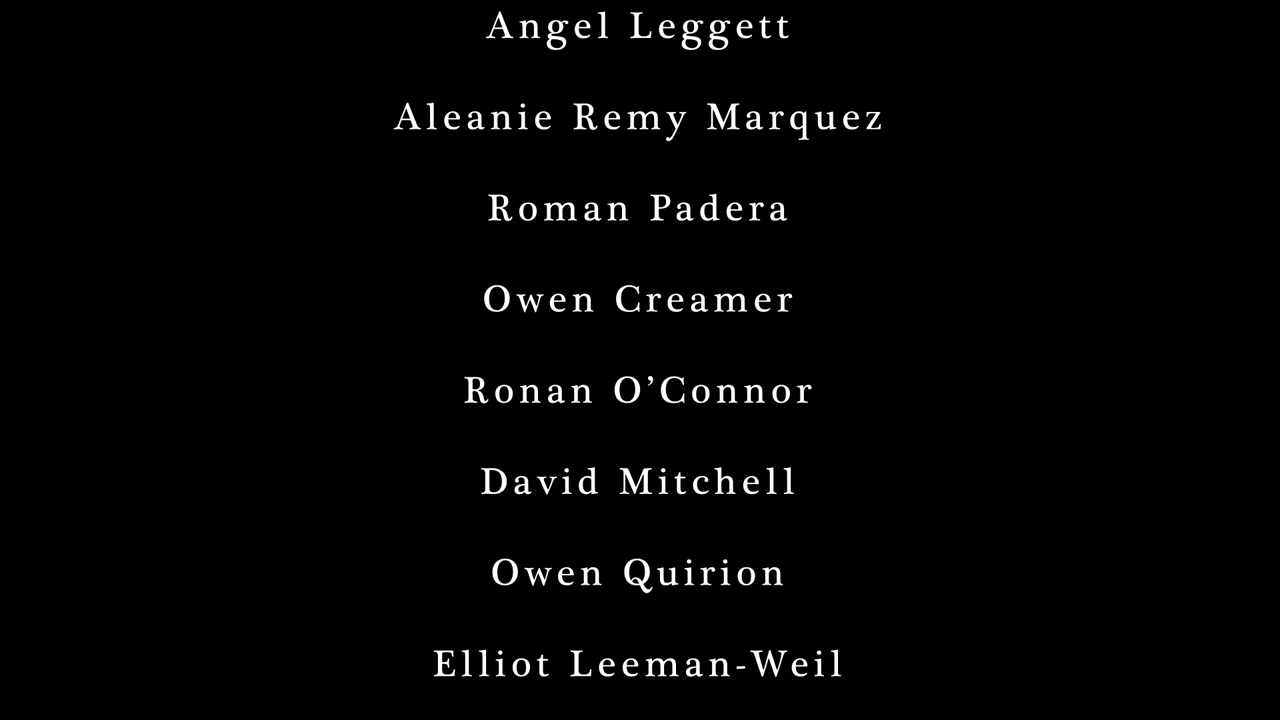 Angel Leggett
Aleanie Remy Marquez
Roman Padera
Owen Creamer
Ronan O’Connor
David Mitchell
Owen Quirion
Elliot Leeman-Weil